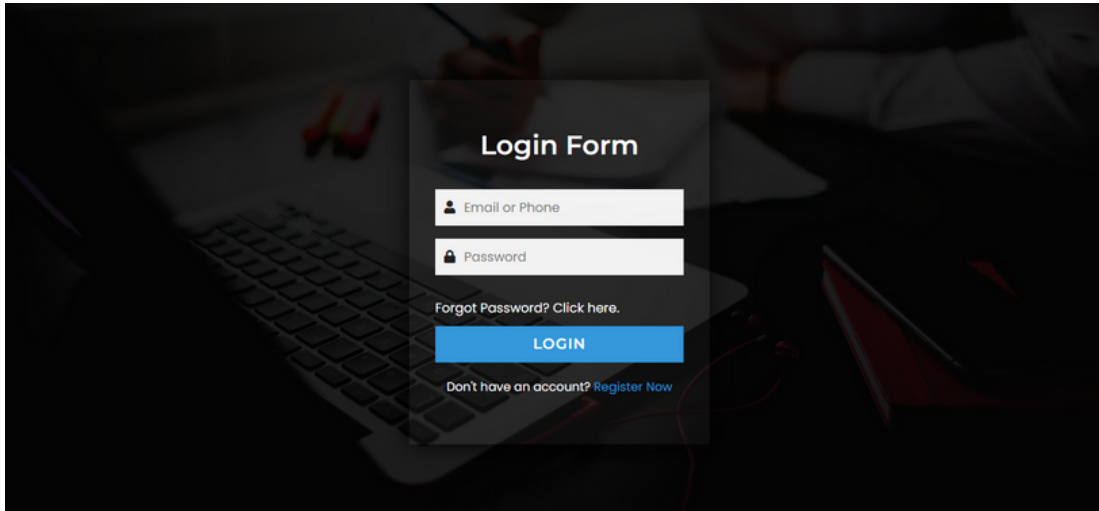 Login Form
Email or Phone
Password
Forgot Password? Click here.
LOGIN
Don't have an account? Register Now